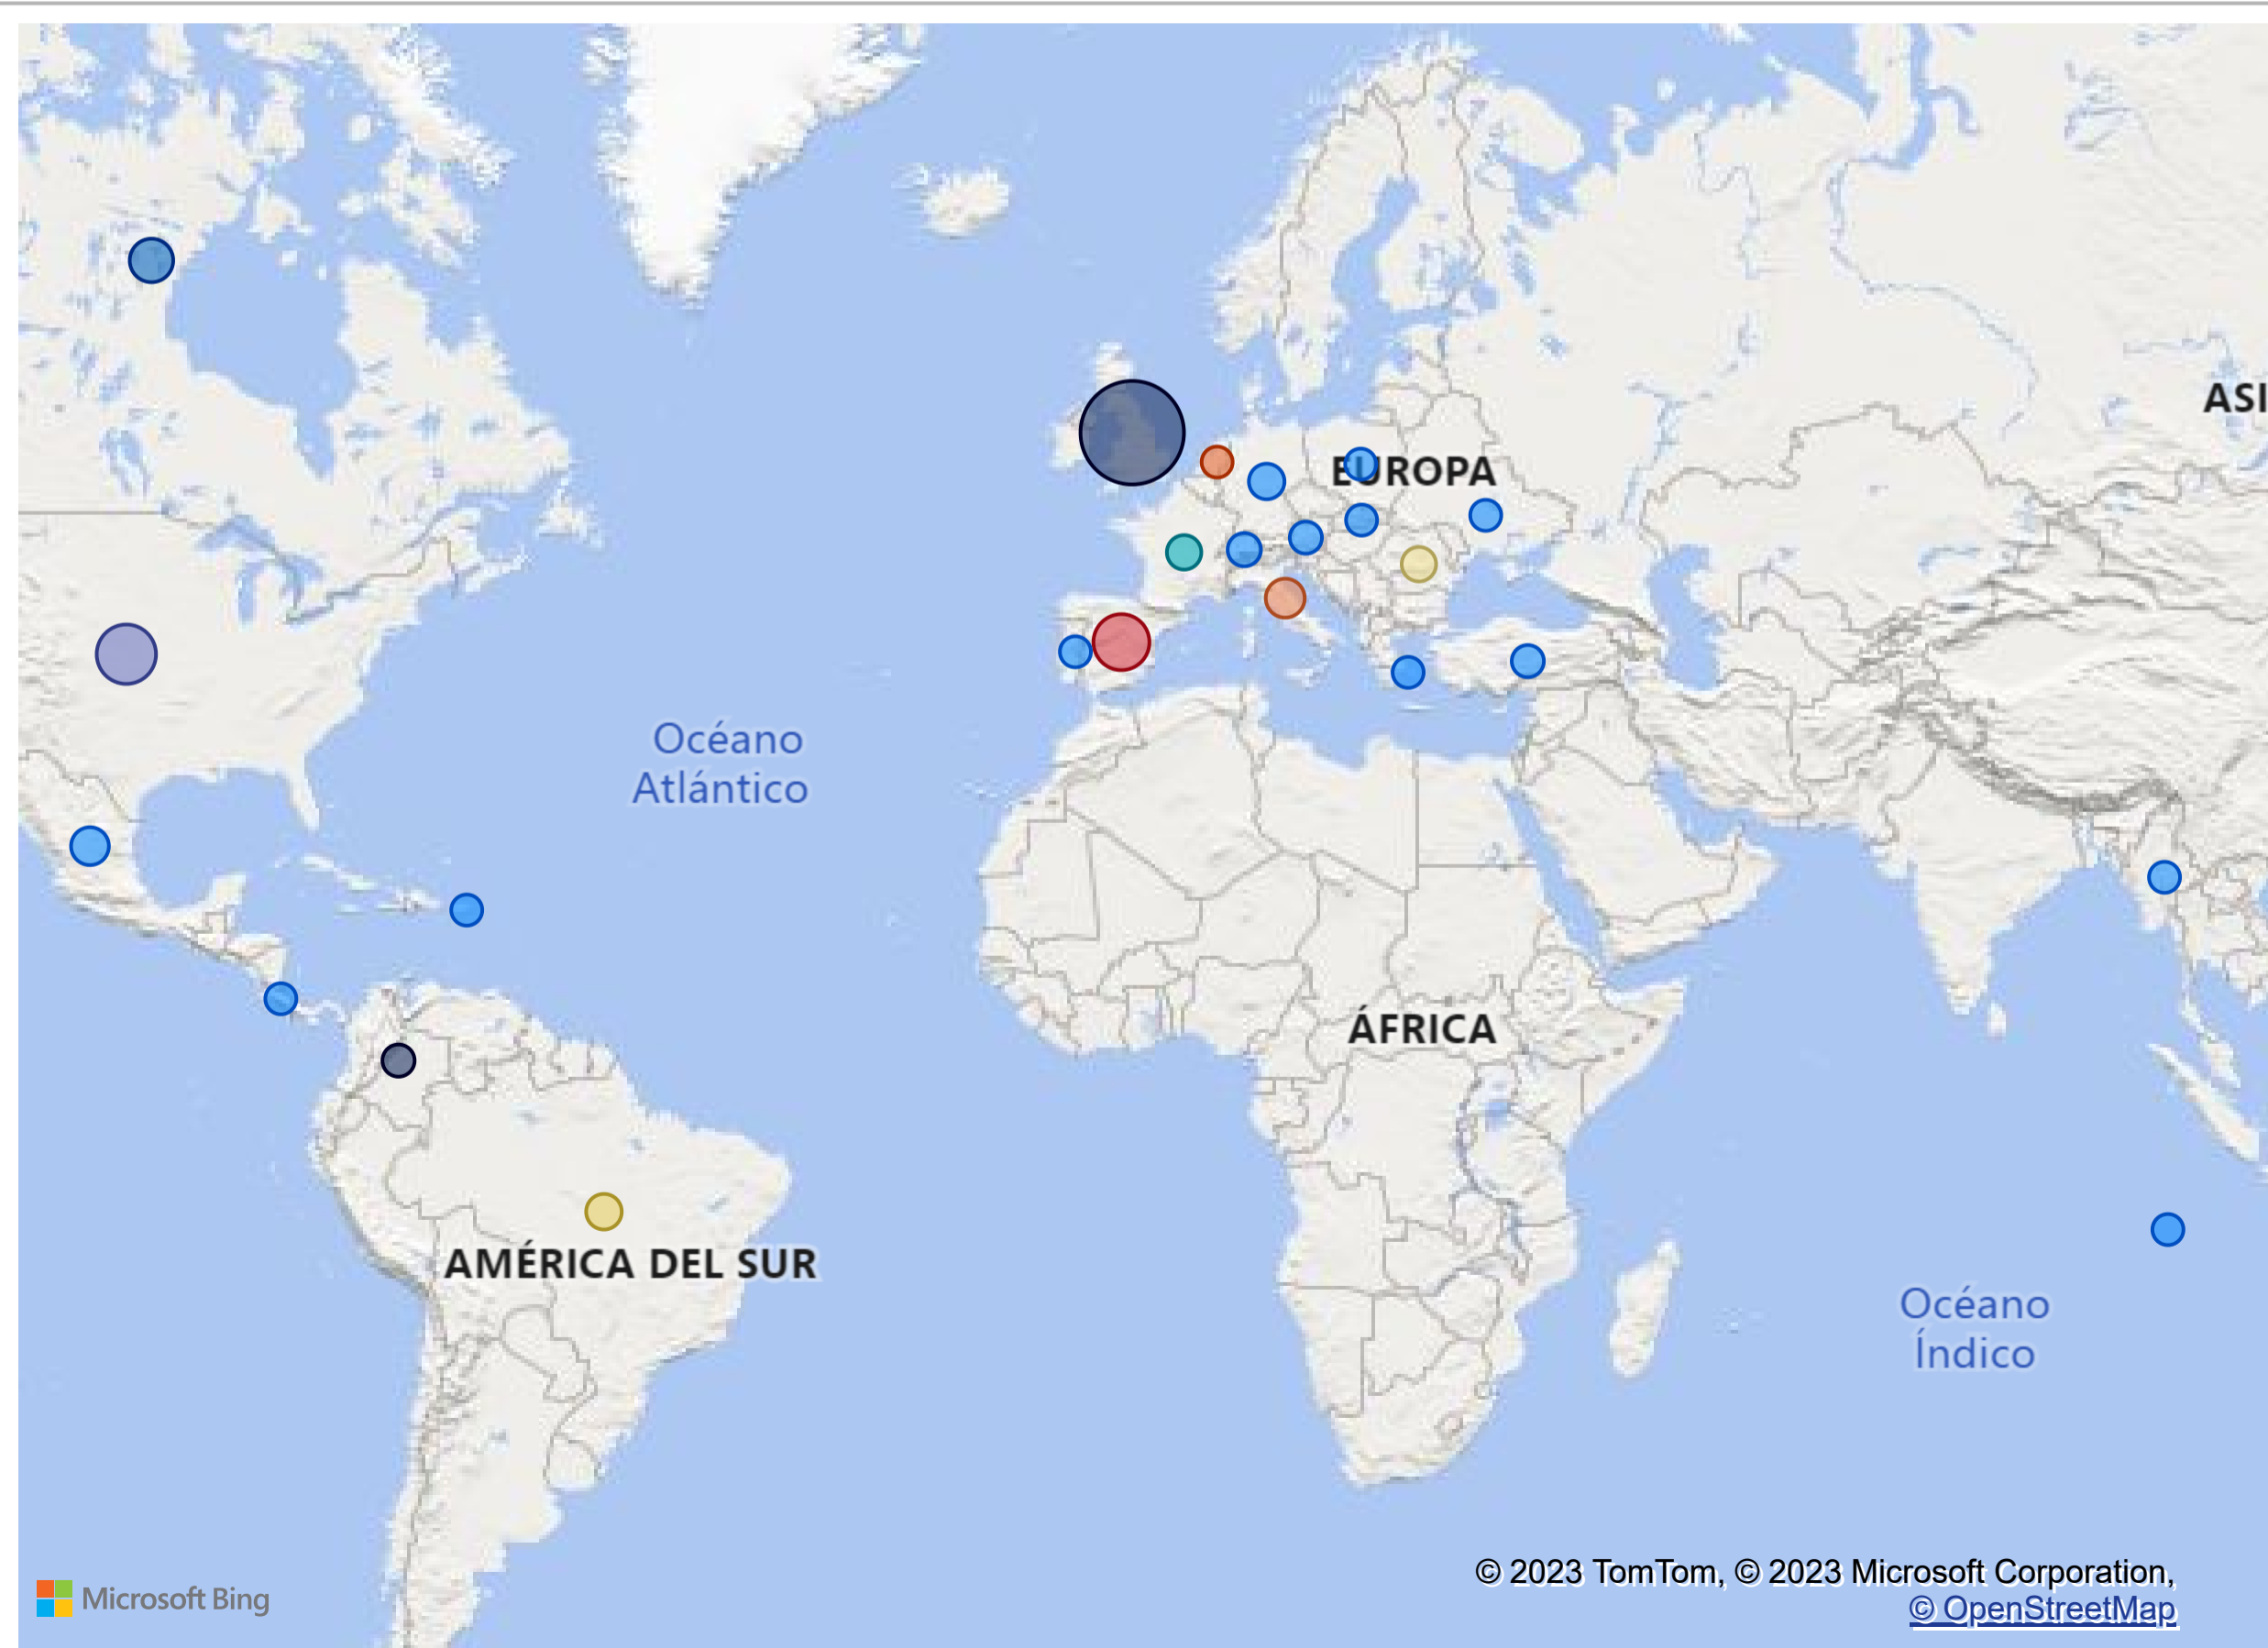 ASI
EUROPA
Océano
Atlántico
ÁFRICA
AMÉRICA DEL SUR
Océano
Índico
Microsoft Bing
© 2023 TomTom, © 2023 Microsoft Corporation,
© OpenStreetMap